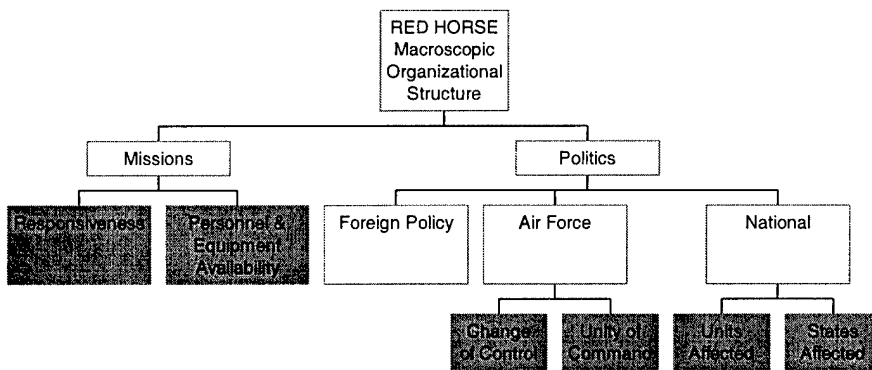 RED HORSE
Macroscopic
Organizational
Structure
Missions
Politics
Responsiveness
Personnel &
Equipment
Availability
Foreign Policy
Air Force
National
Change
of Control
Unity of
Command
Units
Affected
States
Affected